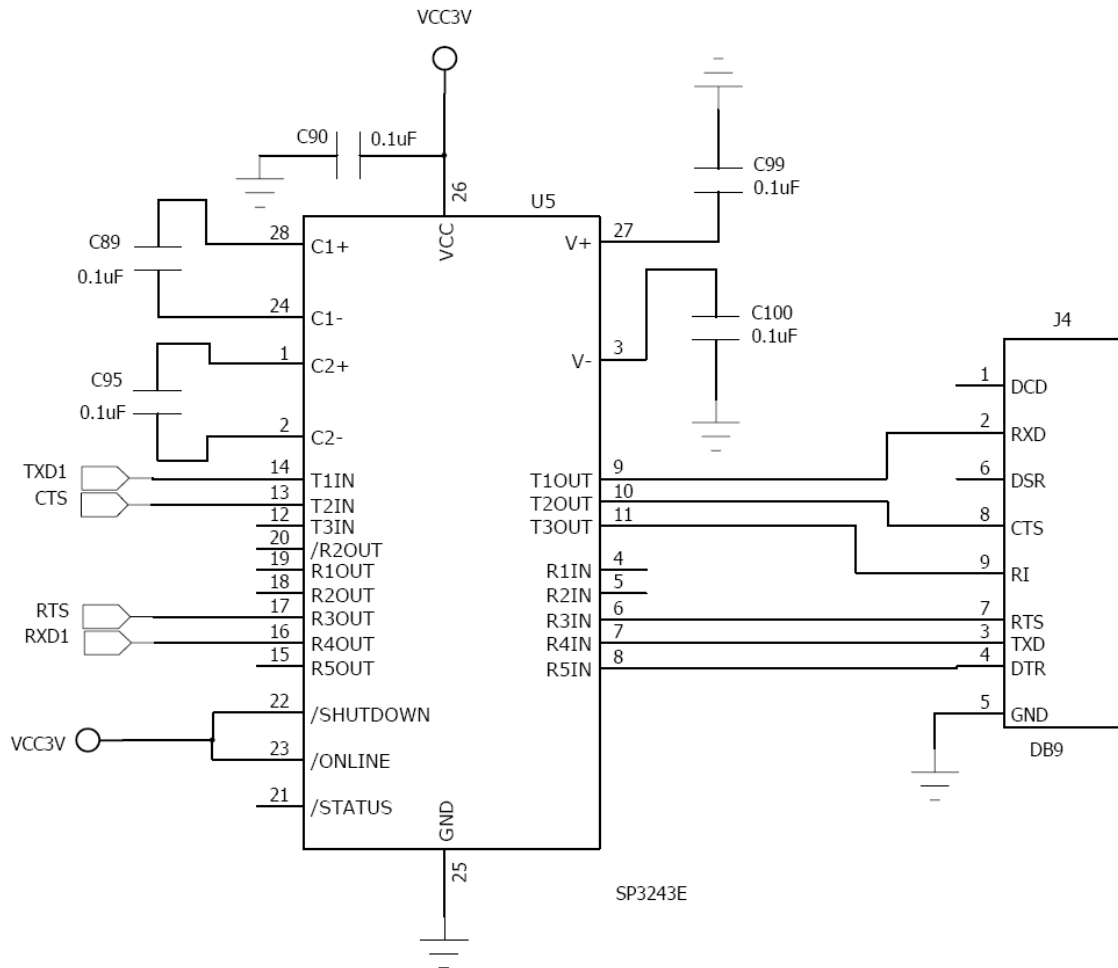 VCC3V
C90
0.1uF
C99
0.1uF
26
U5
VCC
28
C1+
V+
27
C89
0.1uF
24
C1-
C100
0.1uF
J4
1
C2+
V-
3
C95
0.1uF
1
DCD
2
C2-
2
RXD
TXD1
14
T1IN
T1OUT
9
6
DSR
CTS
13
T2IN
T2OUT
10
8
CTS
12
T3IN
T3OUT
11
20
/R2OUT
19
R1OUT
R1IN
4
9
RI
18
R2OUT
R2IN
5
RTS
17
R3OUT
R3IN
6
7
RTS
RXD1
16
R4OUT
R4IN
7
3
TXD
15
R5OUT
R5IN
8
4
DTR
22
/SHUTDOWN
5
GND
VCC3V
23
/ONLINE
DB9
21
/STATUS
GND
25
SP3243E